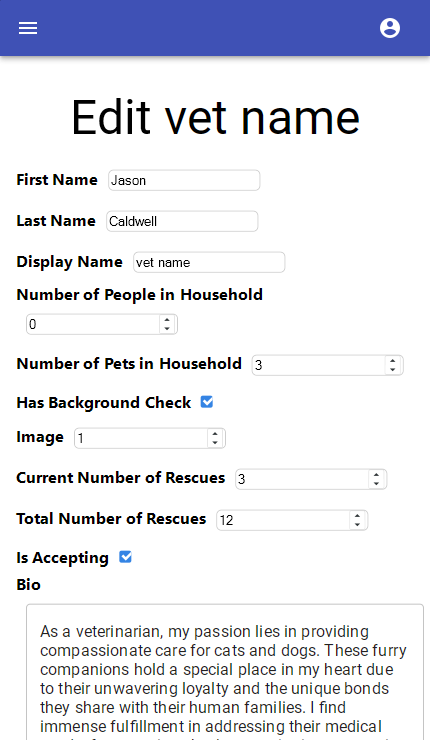 Edit vet name
First Name Jason
Last Name Caldwell
Display Name vet name
Number of People in Household
0
Number of Pets in Household 3
Has Background Check
Image 1
Current Number of Rescues 3
Total Number of Rescues 12
Is Accepting
Bio
As a veterinarian, my passion lies in providing
compassionate care for cats and dogs. These furry
companions hold a special place in my heart due
to their unwavering loyalty and the unique bonds
they share with their human families. I find
immense fulfillment in addressing their medical